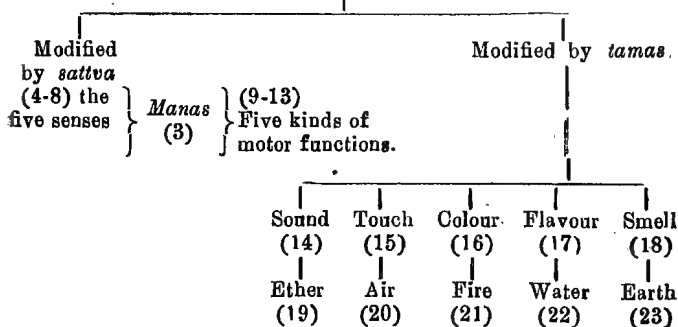 Modified
by sattva
Modified by tamas.
(4-8) the
five senses
Manas
(3)
(9-13)
Five kinds of
motor functions.
Sound Touch Colour Flavour Smell
(14) (15) (16) (17) (18)
Ether Air Fire Water Earth
(19) (20) (21) (22) (23)